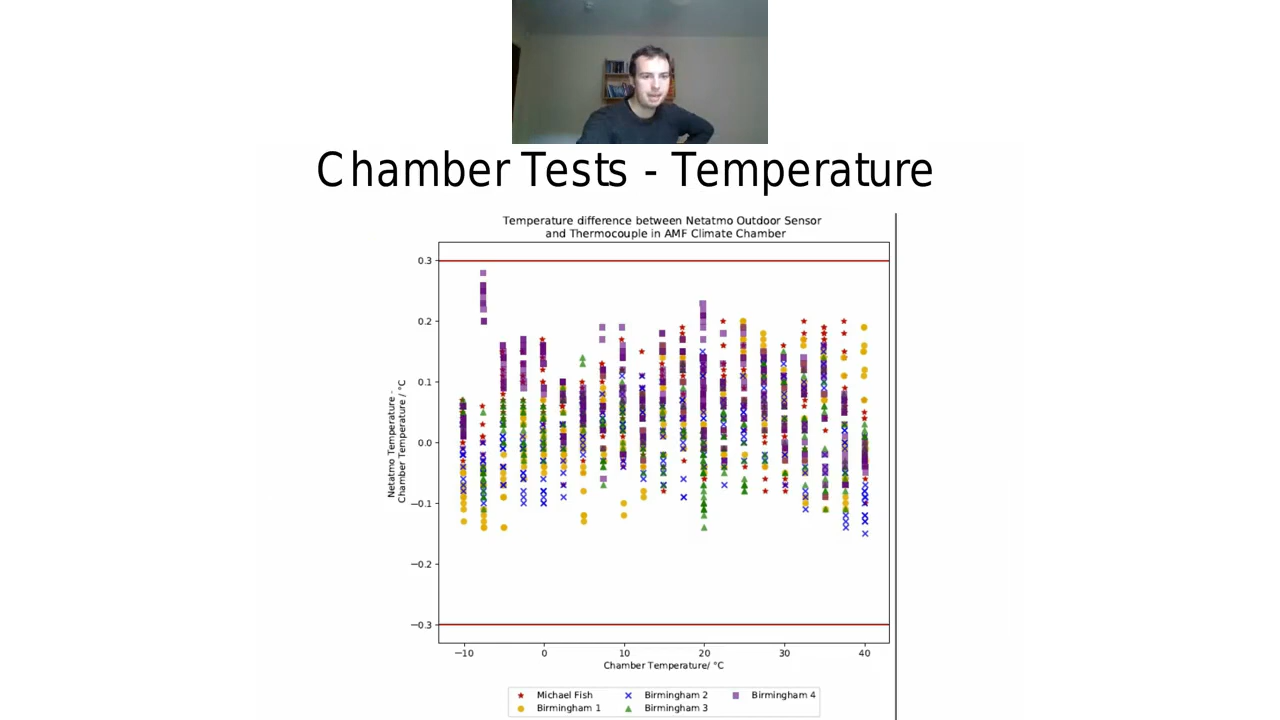 Chamber Tests - Temperature
Temperature difference between Netatmo Outdoor Sensor
and Thermocouple in AMF Climate Chamber
Netatmo Temperature -
Chamber Temperature / °C
0.3
0.2
0.1
0.0
−0.1
−0.2
−0.3
−10 0 10 20 30 40
Chamber Temperature/ °C
Michael Fish Birmingham 2 Birmingham 4
Birmingham 1 Birmingham 3